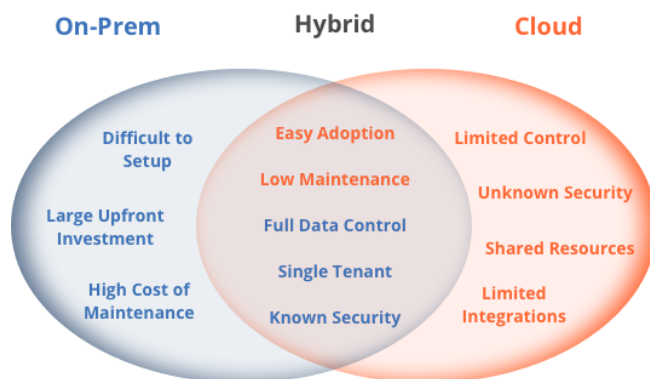 On-Prem
Hybrid
Cloud
Difficult to
Setup
Large Upfront
Investment
High Cost of
Maintenance
Easy Adoption
Low Maintenance
Full Data Control
Single Tenant
Known Security
Limited Control
Unknown Security
Shared Resources
Limited
Integrations